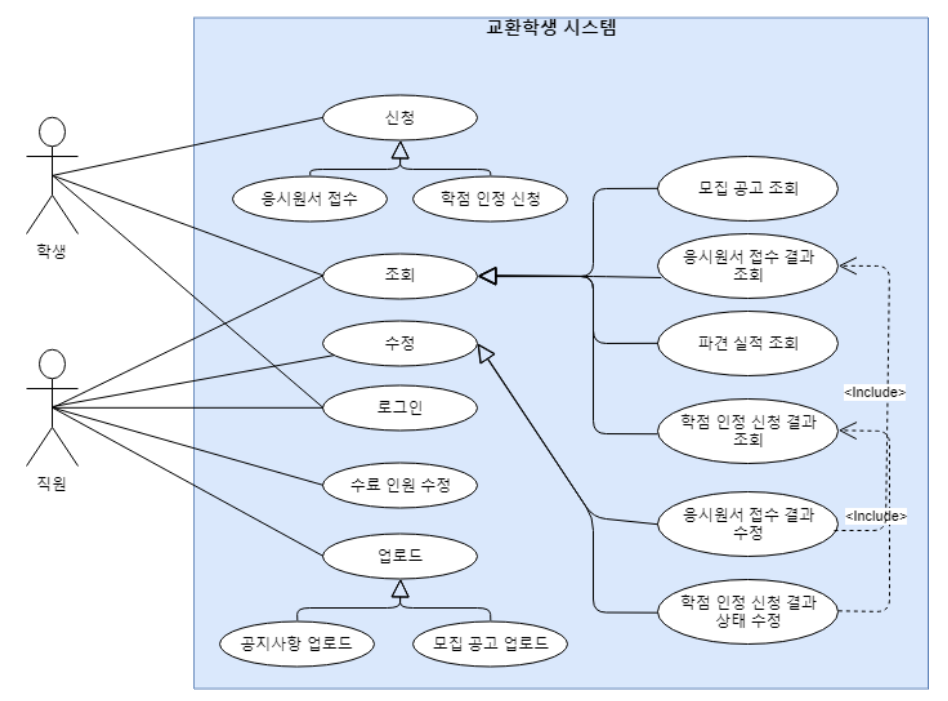 교환학생 시스템
신청
응시원서 접수
학점 인정 신청
모집 공고 조회
학생
조회
응시원서 접수 결과
조회
수정
파견 실적 조회
<Include>
로그인
학점 인정 신청 결과
조회
직원
수료 인원 수정
응시원서 접수 결과
수정
<Include>
업로드
학점 인정 신청 결과
상태 수정
공지사항 업로드
모집 공고 업로드